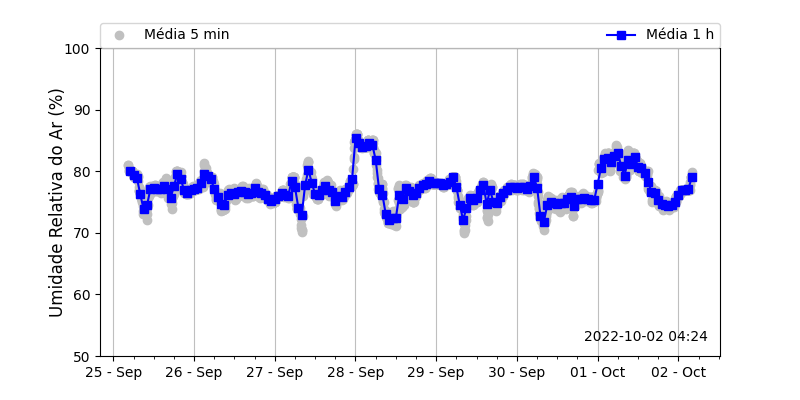 Média 5 min
Média 1 h
Umidade Relativa do Ar (%)
100
90
80
70
60
50
2022-10-02 04:24
25 - Sep
26 - Sep
27 - Sep
28 - Sep
29 - Sep
30 - Sep
01 - Oct
02 - Oct